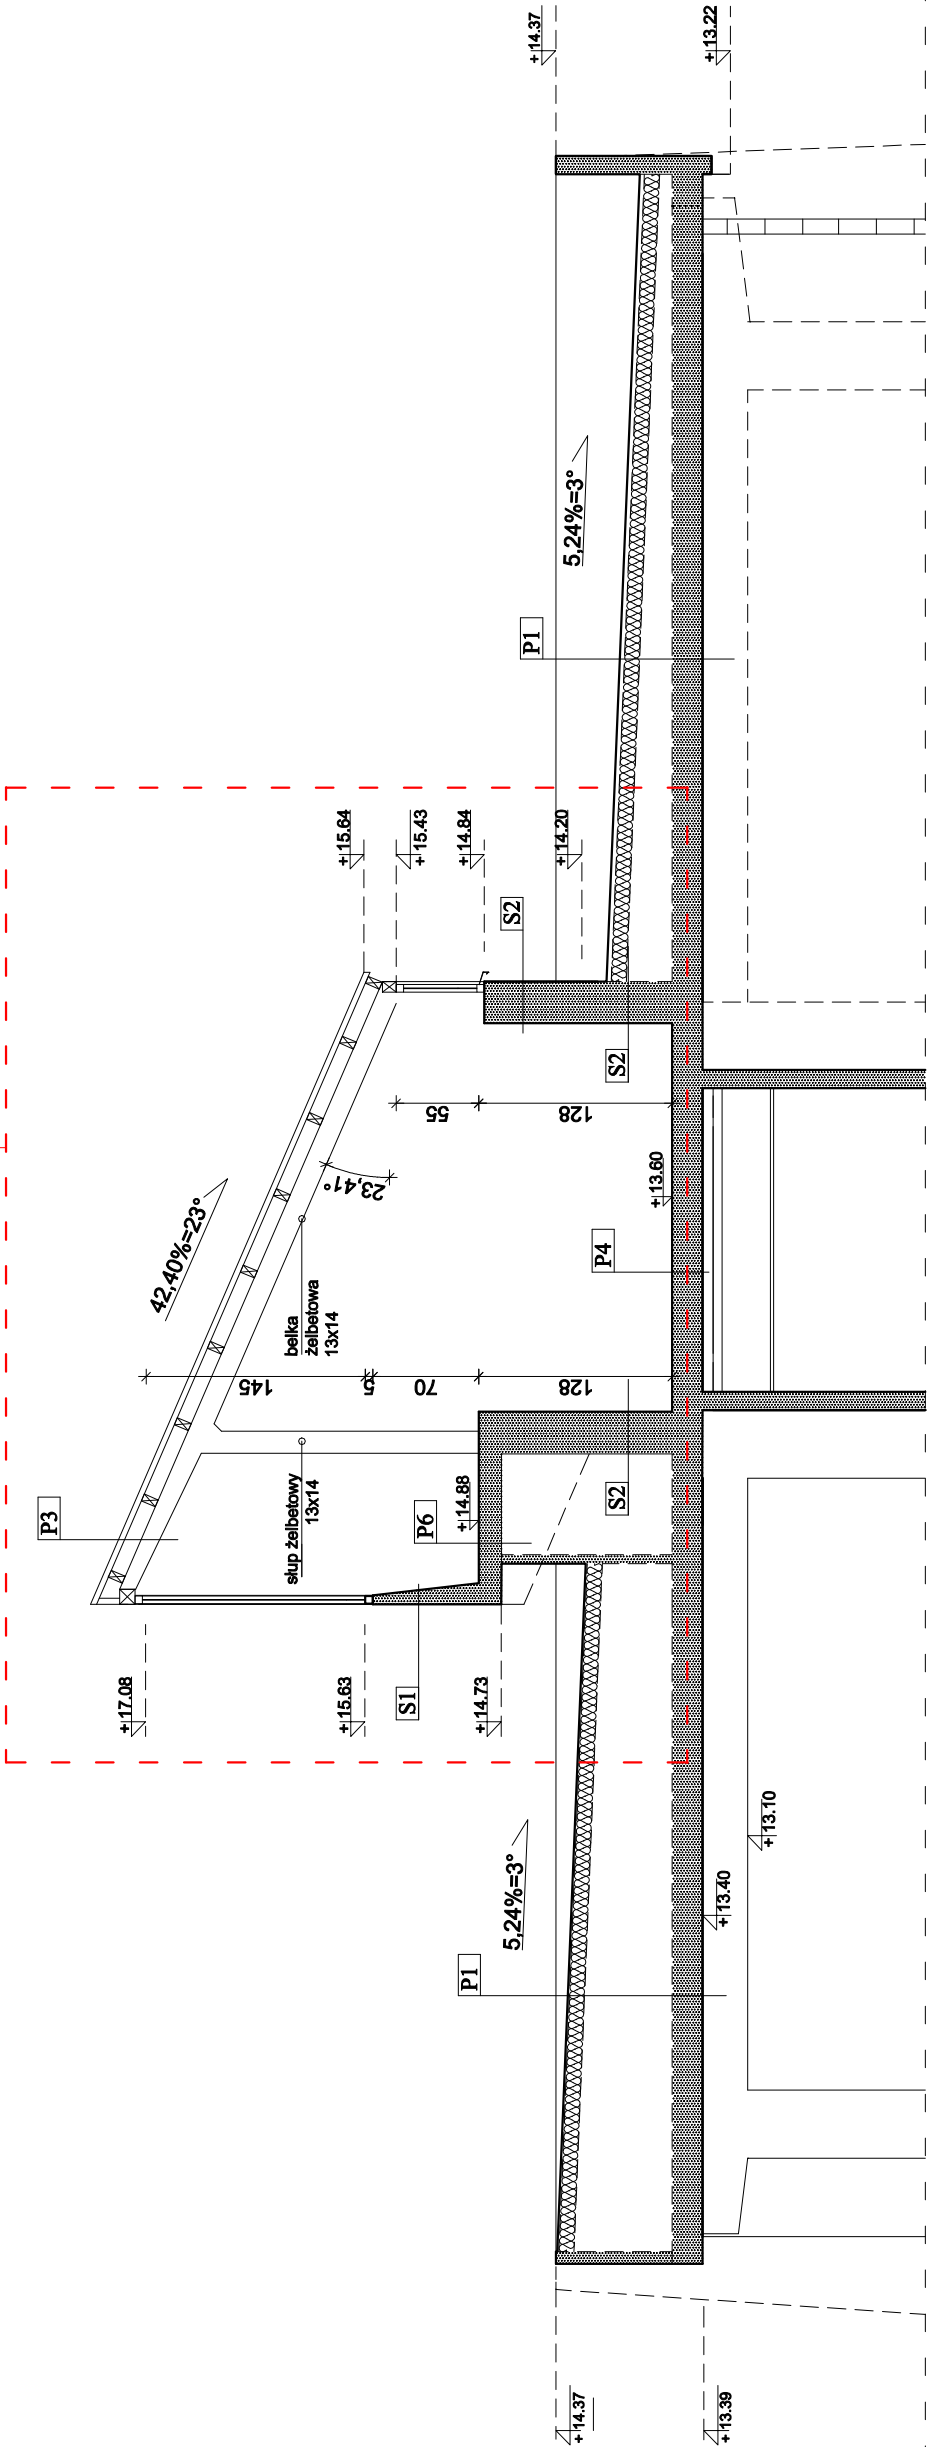 +14.37
+13.22
5,24%=3°
P1
+15.64
+15.43
+14.84
+14.20
S2
S2
55
128
+13.60
23,41°
42,40%=23°
belka
żelbetowa
13x14
P4
145
5
70
128
słup żelbetowy
13x14
P3
+14.88
P6
S2
S1
+17.08
+15.63
+14.73
5,24%=3°
P1
+13.10
+13.40
+14.37
+13.39